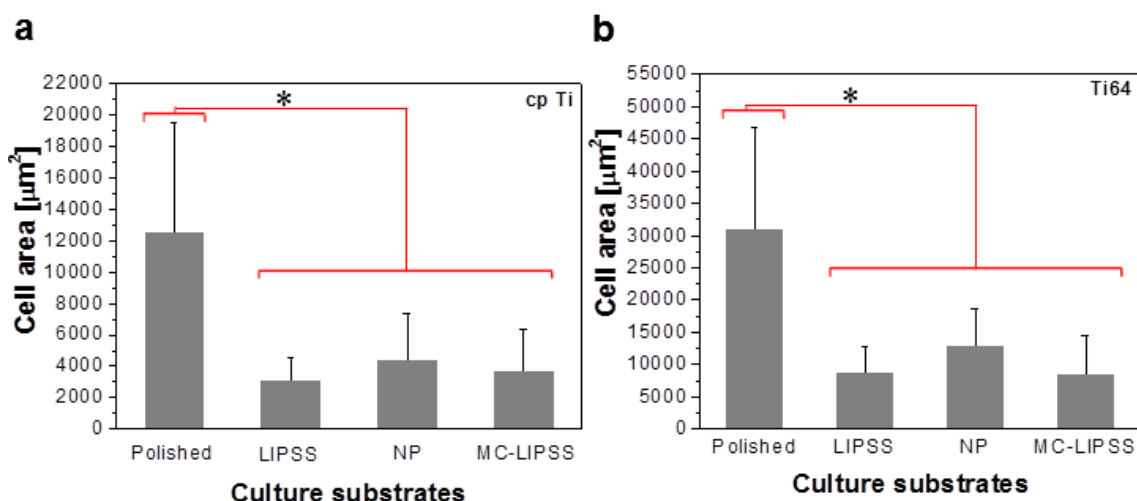 a
cp Ti
*
Cell area [μm²]
22000
20000
18000
16000
14000
12000
10000
8000
6000
4000
2000
0
Polished LIPSS NP MC-LIPSS
Culture substrates
b
Ti64
*
Cell area [μm²]
55000
50000
45000
40000
35000
30000
25000
20000
15000
10000
5000
0
Polished LIPSS NP MC-LIPSS
Culture substrates